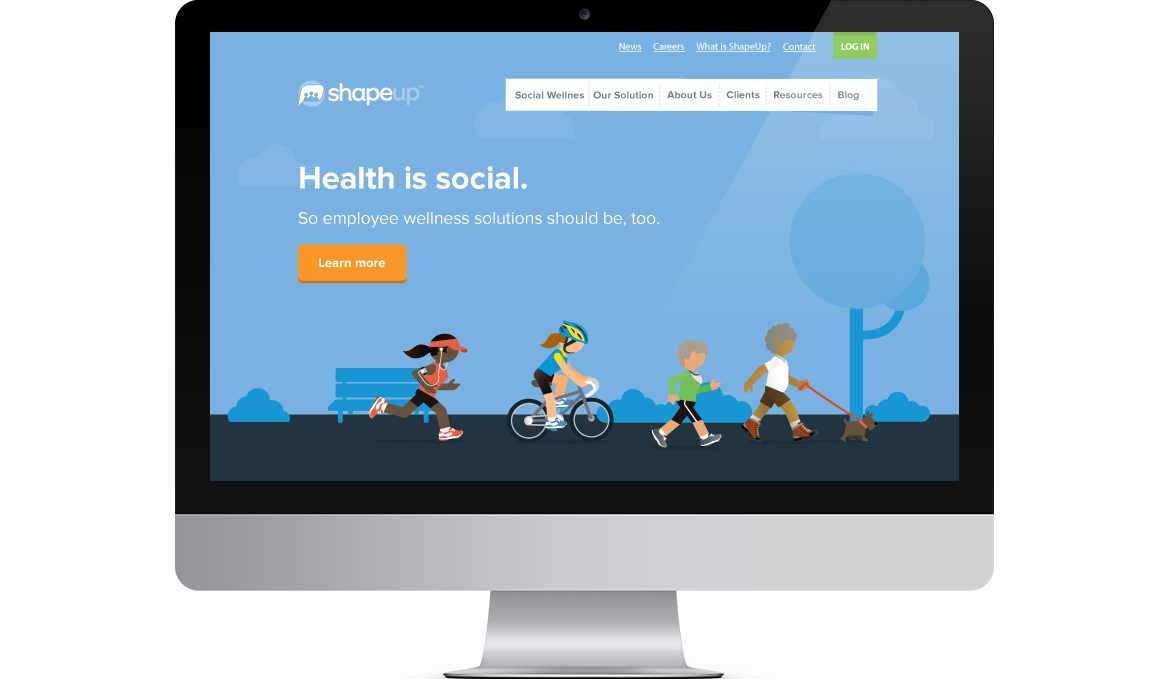 News Careers What is ShapeUp? Contact LOG IN
shapeup™
Social Wellnes Our Solution About Us Clients Resources Blog
Health is social.
So employee wellness solutions should be, too.
Learn more